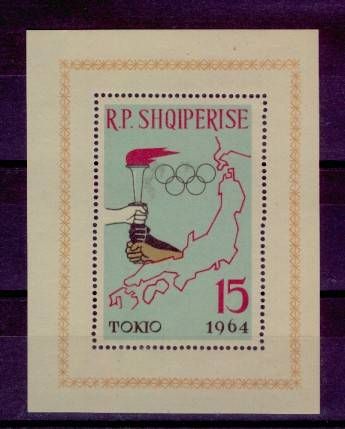 R.P. SHQIPERISE
15
TOKIO 1964